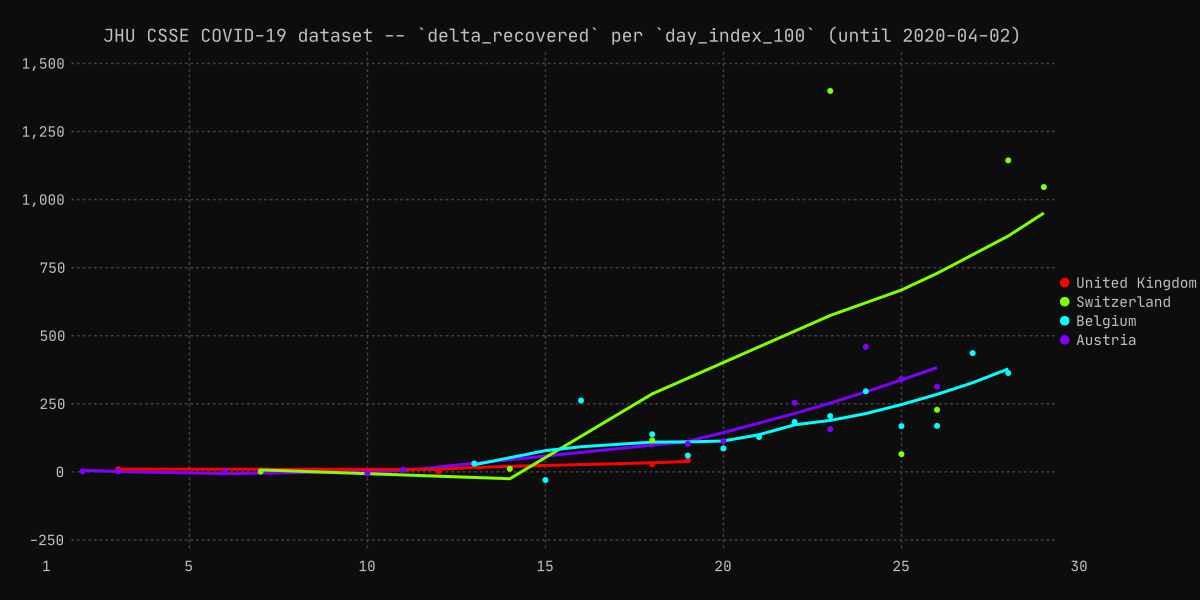 JHU CSSE COVID-19 dataset -- `delta_recovered` per `day_index_100` (until 2020-04-02)
1,500
1,250
1,000
750
500
250
0
-250
1 5 10 15 20 25 30
United Kingdom
Switzerland
Belgium
Austria